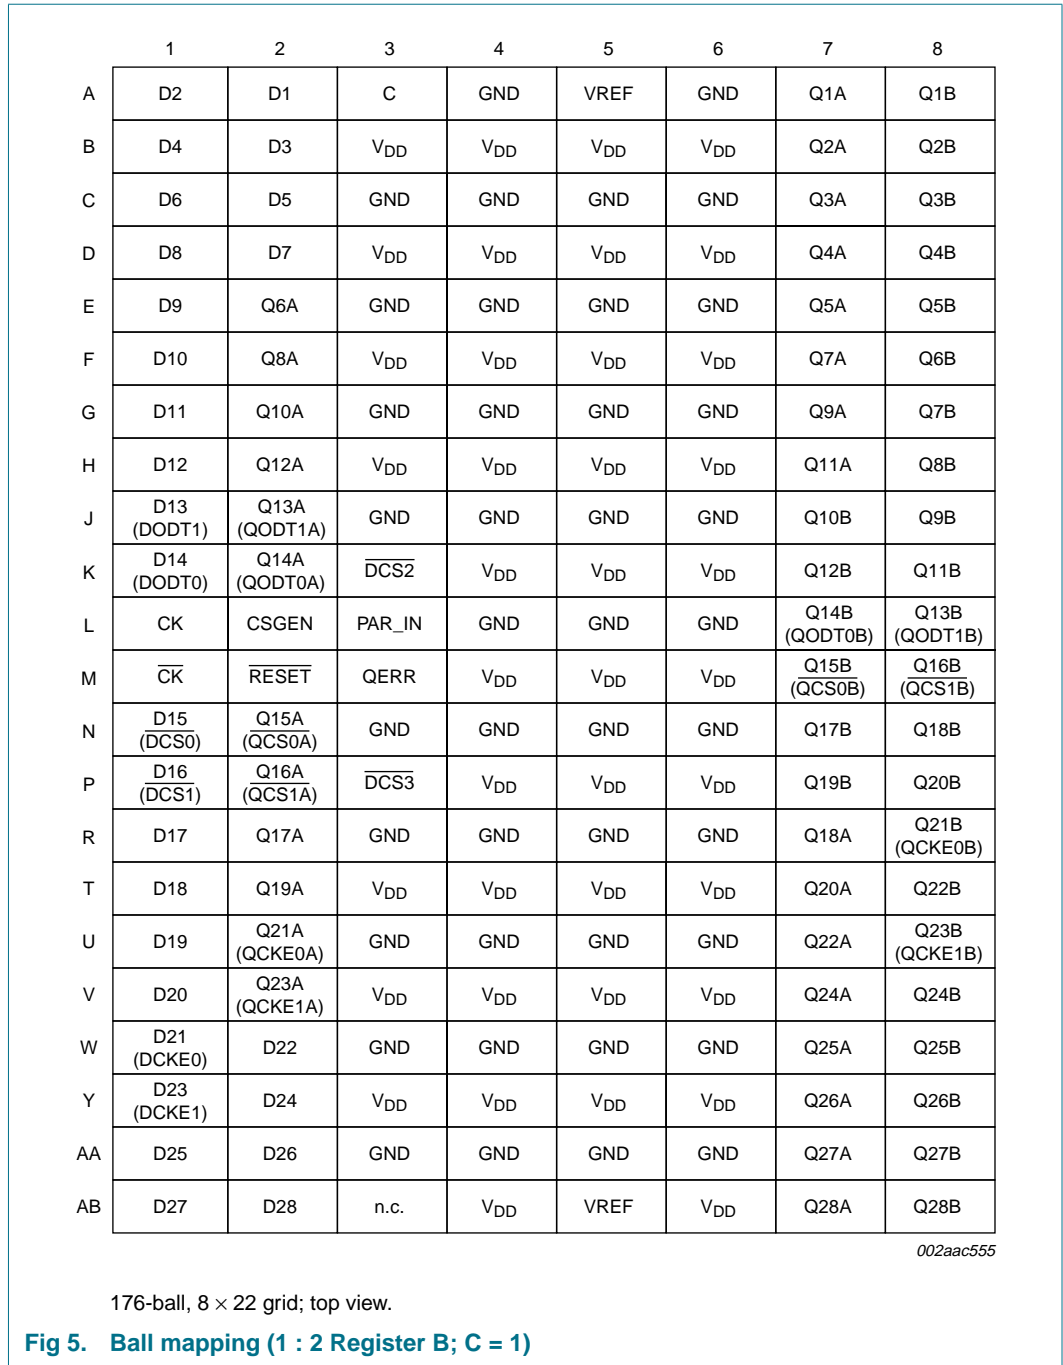 1 2 3 4 5 6 7 8
A D2 D1 C GND VREF GND Q1A Q1B
B D4 D3 VDD VDD VDD VDD Q2A Q2B
C D6 D5 GND GND GND GND Q3A Q3B
D D8 D7 VDD VDD VDD VDD Q4A Q4B
E D9 Q6A GND GND GND GND Q5A Q5B
F D10 Q8A VDD VDD VDD VDD Q7A Q6B
G D11 Q10A GND GND GND GND Q9A Q7B
H D12 Q12A VDD VDD VDD VDD Q11A Q8B
J D13 (DODT1) Q13A (QODT1A) GND GND GND GND Q10B Q9B
K D14 (DODT0) Q14A (QODT0A) DCS2 VDD VDD VDD Q12B Q11B
L CK CSGEN PAR_IN GND GND GND Q14B (QODT0B) Q13B (QODT1B)
M CK RESET QERR VDD VDD VDD Q15B (QCS0B) Q16B (QCS1B)
N D15 (DCS0) Q15A (QCS0A) GND GND GND GND Q17B Q18B
P D16 (DCS1) Q16A (QCS1A) DCS3 VDD VDD VDD Q19B Q20B
R D17 Q17A GND GND GND GND Q18A Q21B (QCKE0B)
T D18 Q19A VDD VDD VDD VDD Q20A Q22B
U D19 Q21A (QCKE0A) GND GND GND GND Q22A Q23B (QCKE1B)
V D20 Q23A (QCKE1A) VDD VDD VDD VDD Q24A Q24B
W D21 (DCKE0) D22 GND GND GND GND Q25A Q25B
Y D23 (DCKE1) D24 VDD VDD VDD VDD Q26A Q26B
AA D25 D26 GND GND GND GND Q27A Q27B
AB D27 D28 n.c. VDD VREF VDD Q28A Q28B
002aac555
176-ball, 8 × 22 grid; top view.
Fig 5. Ball mapping (1 : 2 Register B; C = 1)